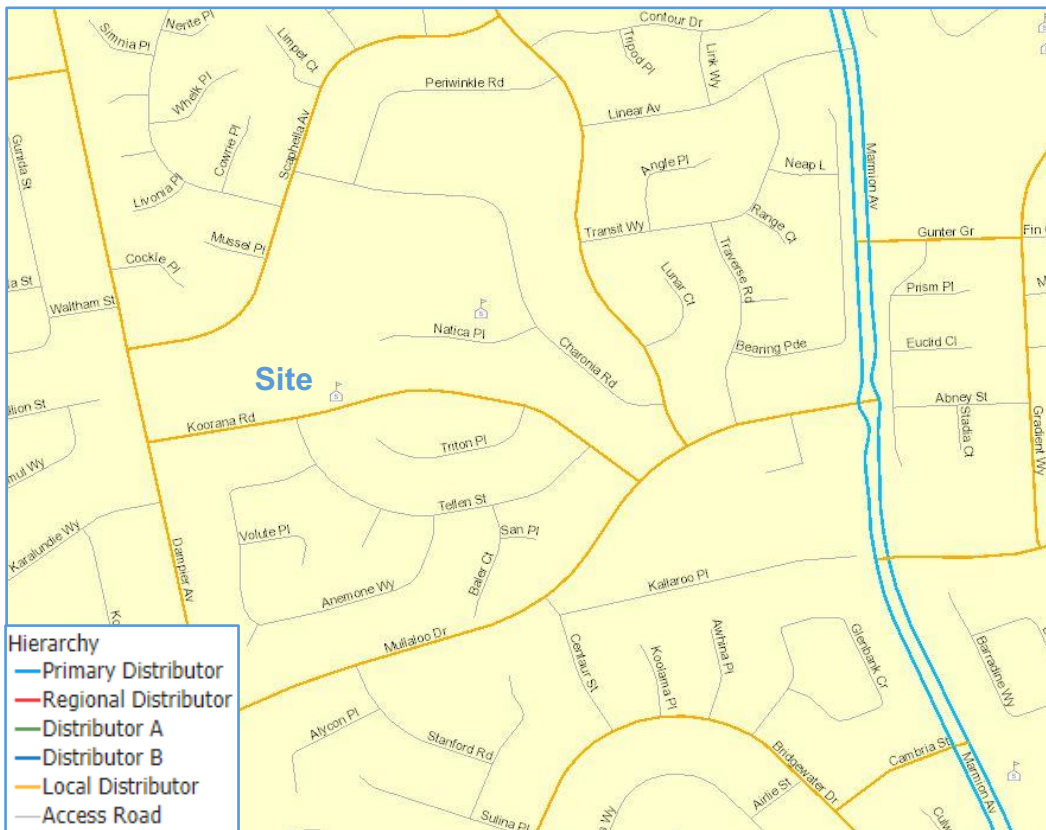 Nerite Pl
Simnia Pl
Limpet Ct
Contour Dr
Tripod Pl
Link Wy
Whelk Pl
Periwinkle Rd
Linear Av
Gunida St
Cowrie Pl
Scaphella Av
Angle Pl
Neap L
Marmion Av
Livonia Pl
Range Ct
Transit Wy
Gunter Gr
Fin
Mussel Pl
Traverse Rd
Cockle Pl
Lunar Ct
Prism Pl
Waltham St
Natica Pl
Charonia Rd
Bearing Pde
Euclid Cl
Site
Koorana Rd
Abney St
Stadia Ct
Gradient Wy
Triton Pl
Tellen St
San Pl
Volute Pl
Karalundie Wy
Dampier Av
Baler Ct
Anemone Wy
Kallaroo Pl
Mullaloo Dr
Centaur St
Koolama Pl
Awhina Pl
Glenbank Cr
Barradine Wy
Alycon Pl
Stanford Rd
Bridgewater Dr
Cambria St
Marmion Av
Airlie St
Sulina Pl
Hierarchy
Primary Distributor
Regional Distributor
Distributor A
Distributor B
Local Distributor
Access Road